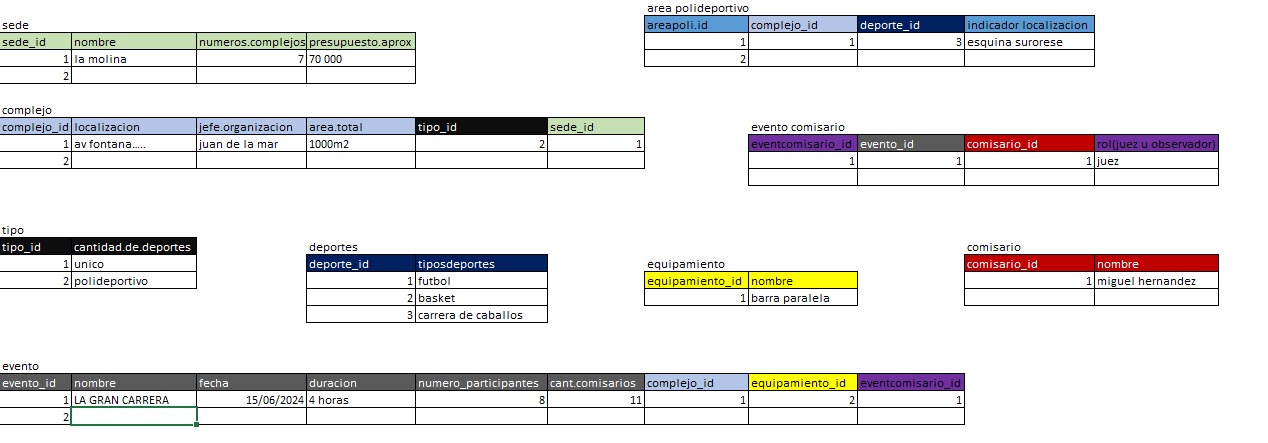 sede
sede_id nombre numeros.complejos presupuesto.aprox
1 la molina 7 70 000
2
area polideportivo
areapoli.id complejo_id deporte_id indicador localizacion
1 1 3 esquina surorese
2
complejo
complejo_id localizacion jefe.organizacion area.total tipo_id sede_id
1 av fontana..... juan de la mar 1000m2 2 1
2
evento comisario
eventcomisario_id evento_id comisario_id rol(juez u observador)
1 1 1 juez
tipo
tipo_id cantidad.de.deportes
1 unico
2 polideportivo
deportes
deporte_id tiposdeportes
1 futbol
2 basket
3 carrera de caballos
equipamiento
equipamiento_id nombre
1 barra paralela
comisario
comisario_id nombre
1 miguel hernandez
evento
evento_id nombre fecha duracion numero_participantes cant.comisarios complejo_id equipamiento_id eventcomisario_id
1 LA GRAN CARRERA 15/06/2024 4 horas 8 11 1 2 1
2